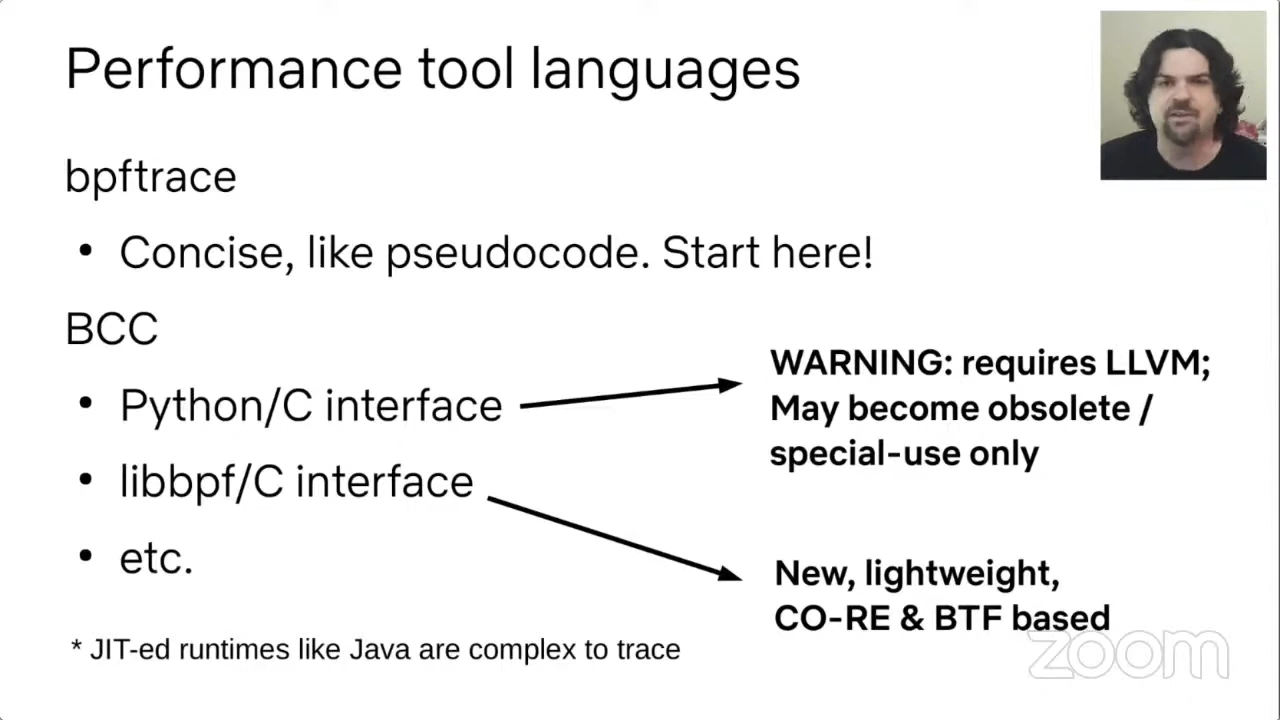 Performance tool languages
bpftrace
• Concise, like pseudocode. Start here!
BCC
• Python/C interface
WARNING: requires LLVM;
May become obsolete /
special-use only
• libbpf/C interface
• etc.
New, lightweight,
CO-RE & BTF based
* JIT-ed runtimes like Java are complex to trace
zoom